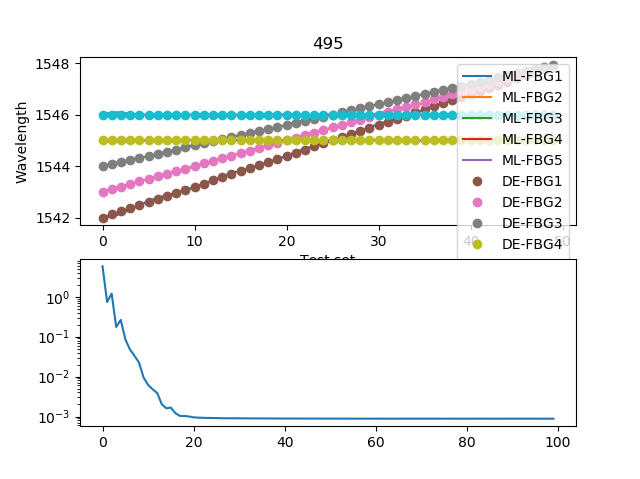 495
Wavelength
1548
1546
1544
1542
0
10
20
30
40
50
Test set
ML-FBG1
ML-FBG2
ML-FBG3
ML-FBG4
ML-FBG5
DE-FBG1
DE-FBG2
DE-FBG3
DE-FBG4
10⁰
10⁻¹
10⁻²
10⁻³
0
20
40
60
80
100